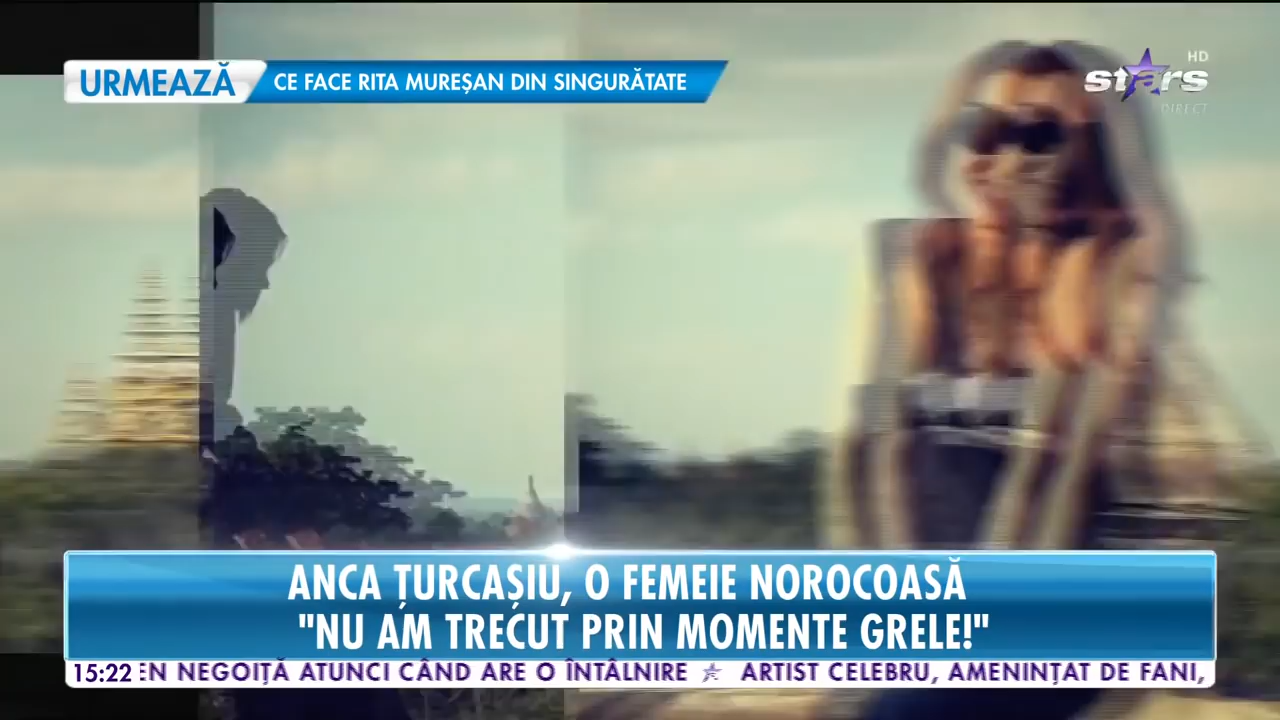 URMEAZĂ CE FACE RITA MUREȘAN DIN SINGURĂTATE
HD
stars
DIRECT
ANCA ȚURCAȘIU, O FEMEIE NOROCOASĂ
"NU AM TRECUT PRIN MOMENTE GRELE!"
15:22 EN NEGOIȚĂ ATUNCI CÂND ARE O ÎNTÂLNIRE ARTIST CELEBRU, AMENINȚAT DE FANI,